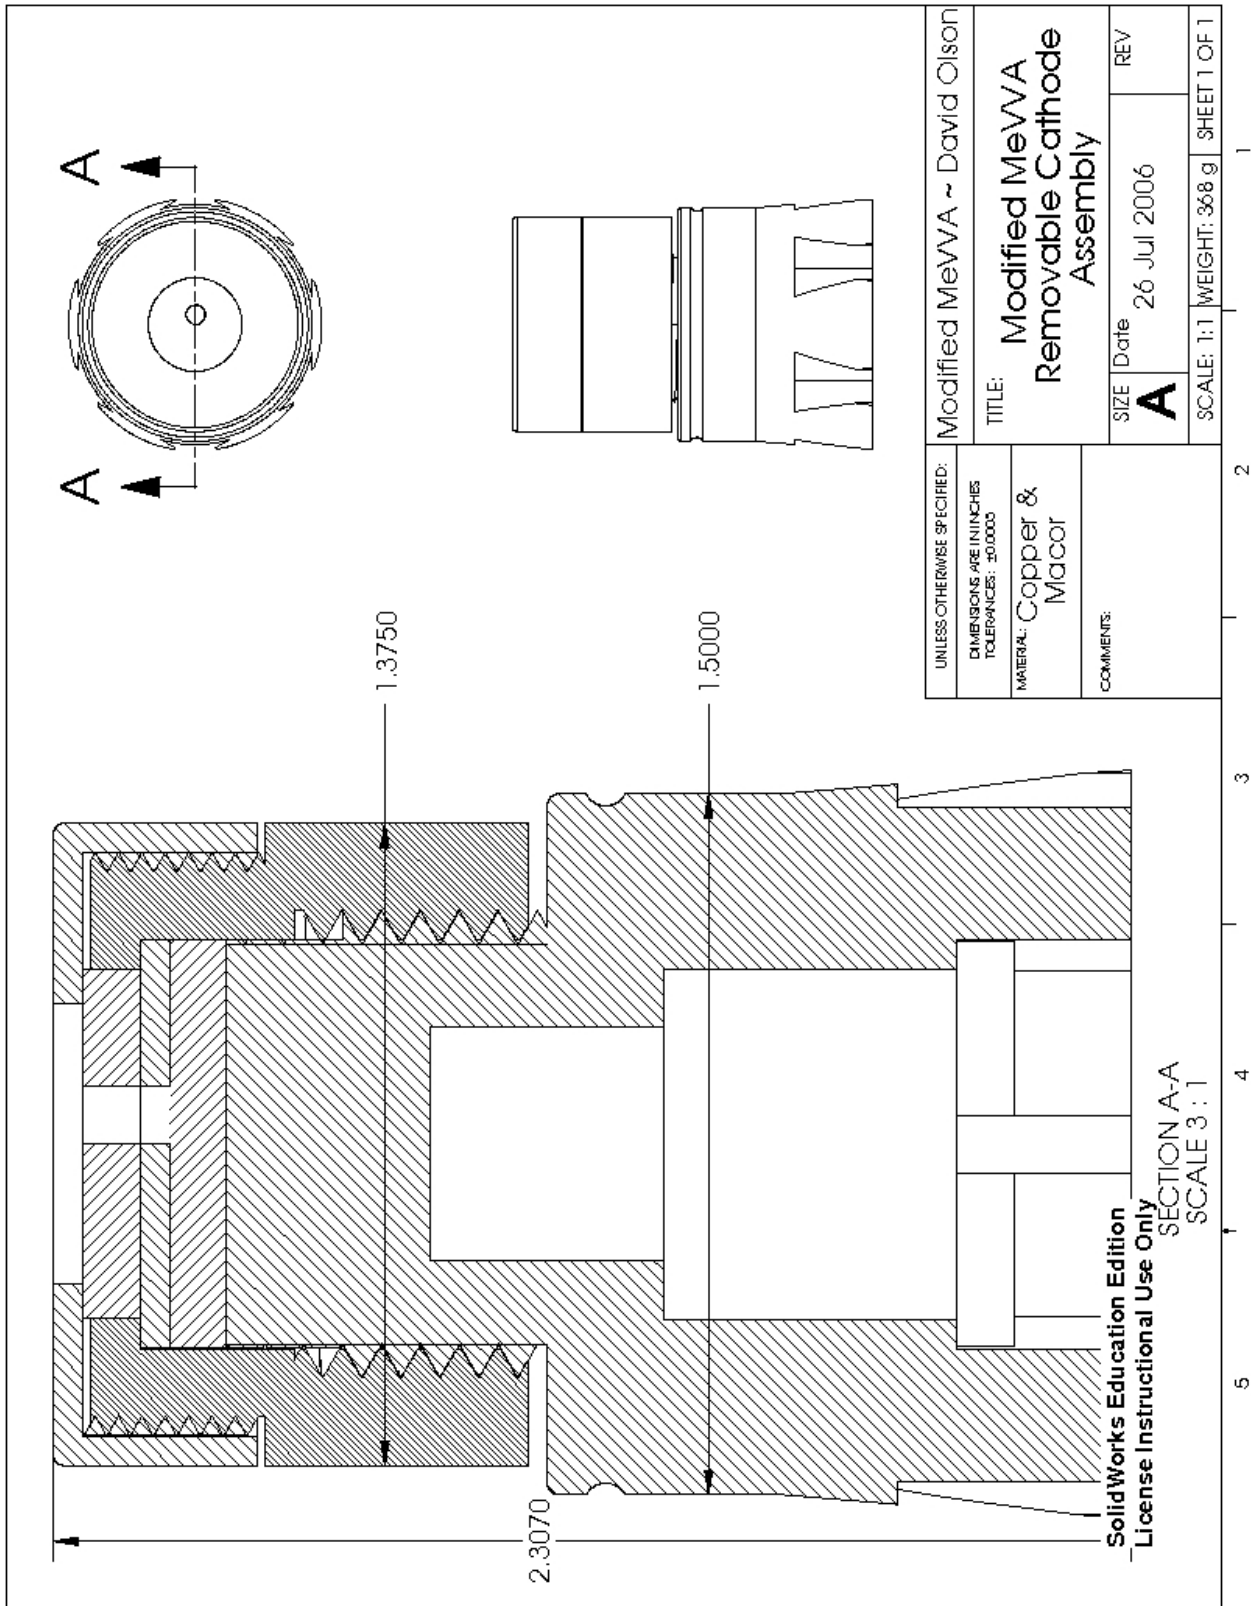 A
A
1.3750
1.5000
2.3070
SECTION A-A
SCALE 3 : 1
SolidWorks Education Edition
License Instructional Use Only
UNLESS OTHERWISE SPECIFIED:
DIMENSIONS ARE IN INCHES
TOLERANCES: ±0.0005
MATERIAL: Copper &
Macor
COMMENTS:
Modified MeVVA ~ David Olson
TITLE:
Modified MeVVA
Removable Cathode
Assembly
SIZE
A
Date
26 Jul 2006
REV
SCALE: 1:1
WEIGHT: 368 g
SHEET 1 OF 1
5
4
3
2
1